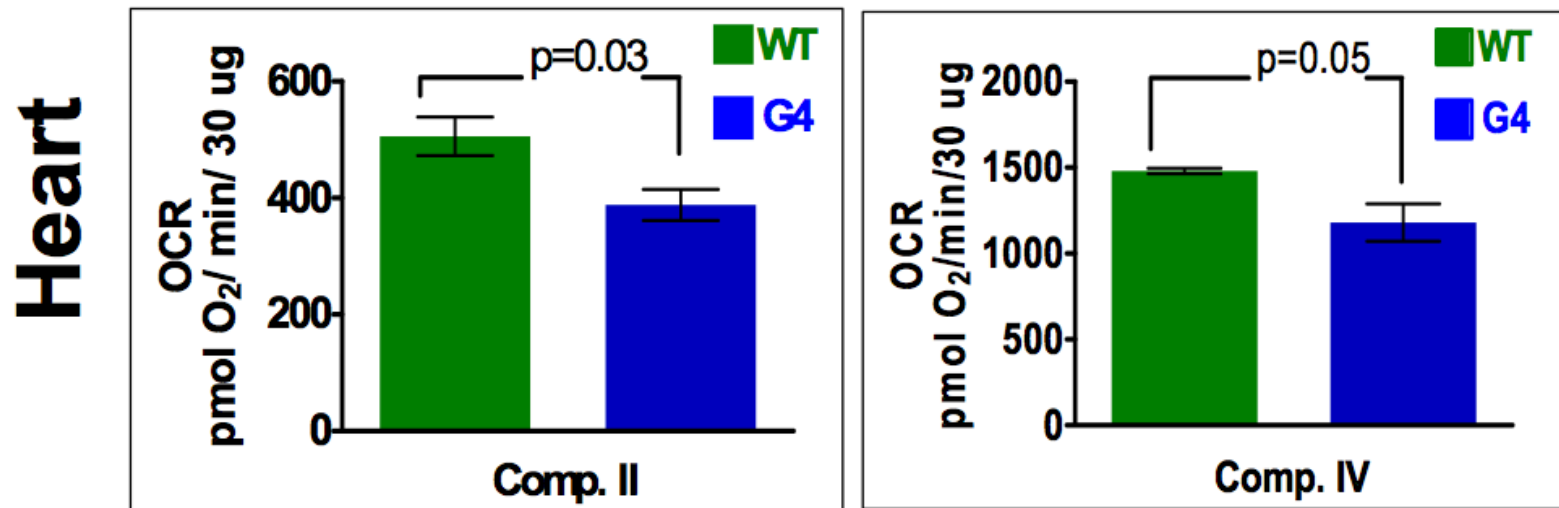 Heart
OCR
pmol O₂/ min/ 30 ug
600
400
200
0
p=0.03
WT
G4
Comp. II
OCR
pmol O₂/min/30 ug
2000
1500
1000
500
0
p=0.05
WT
G4
Comp. IV